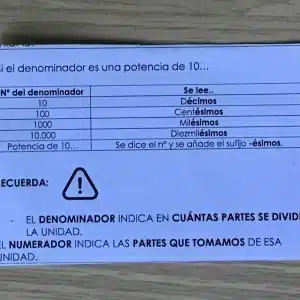 si el denominador es una potencia de 10...
Nº del denominador Se lee..
10 Décimos
100 Centésimos
1000 Milésimos
10.000 Diezmilésimos
Potencia de 10... Se dice el nº y se añade el sufijo -ésimos.
ECUERDA:
- EL DENOMINADOR INDICA EN CUÁNTAS PARTES SE DIVIDE
LA UNIDAD.
EL NUMERADOR INDICA LAS PARTES QUE TOMAMOS DE ESA
UNIDAD.